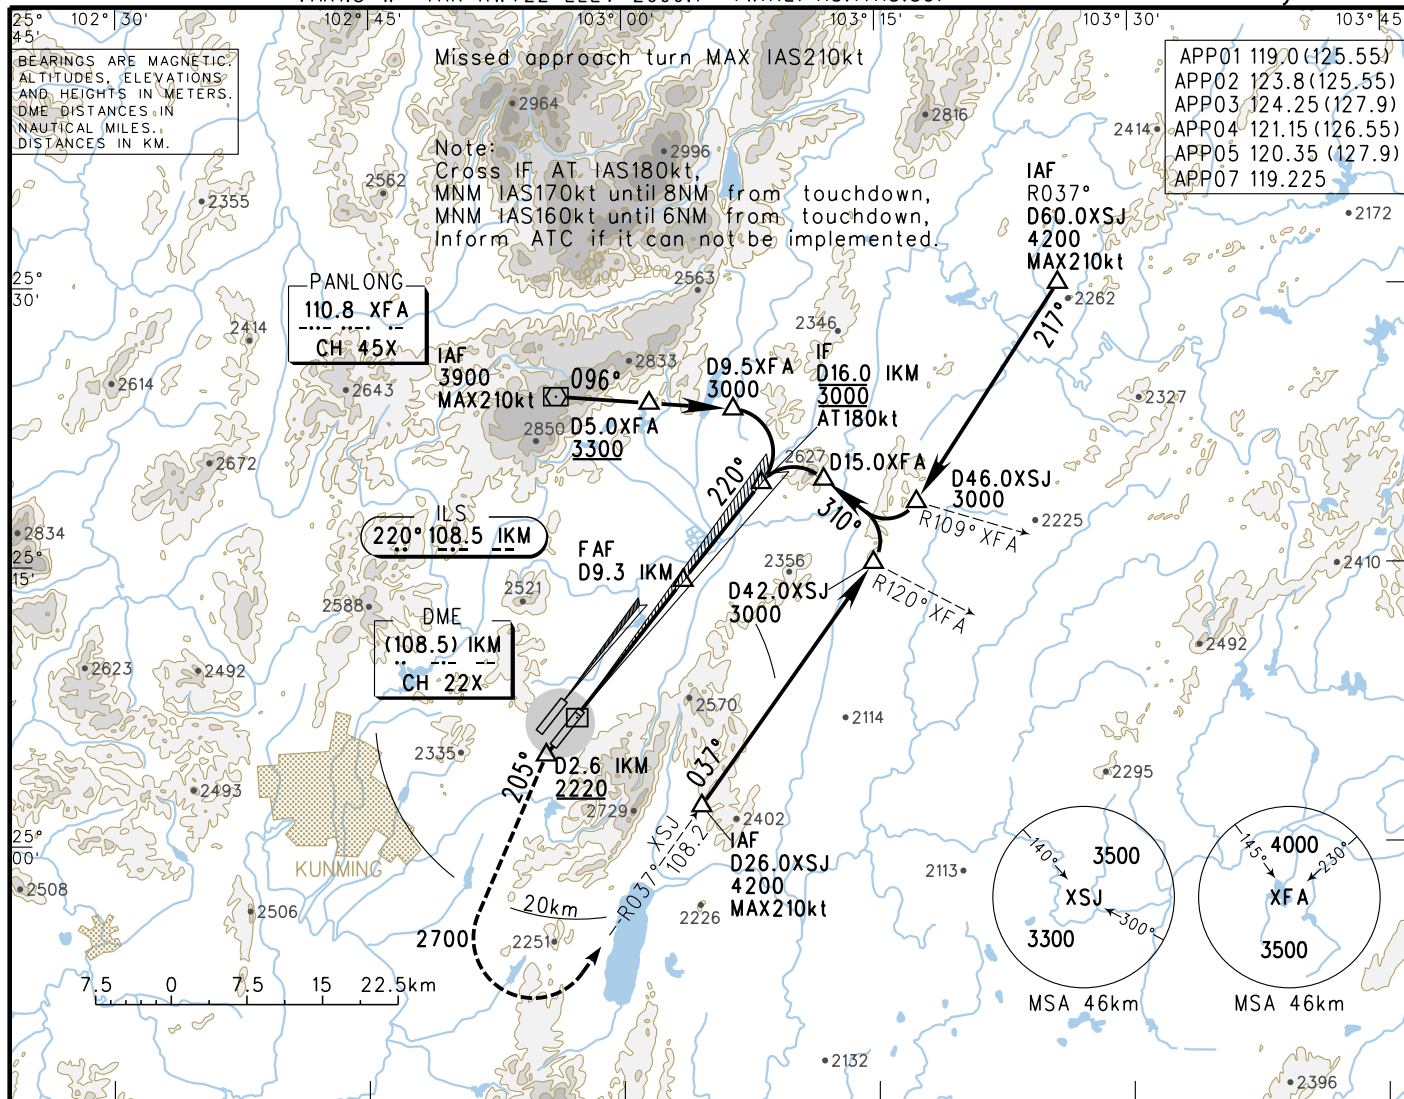 25°
45'
102°30'
102°45'
103°00'
103°15'
103°30'
103°45'
BEARINGS ARE MAGNETIC.
ALTITUDES, ELEVATIONS
AND HEIGHTS IN METERS.
DME DISTANCES IN
NAUTICAL MILES.
DISTANCES IN KM.
Missed approach turn MAX IAS210kt
Note:
Cross IF AT IAS180kt,
MNM IAS170kt until 8NM from touchdown,
MNM IAS160kt until 6NM from touchdown,
Inform ATC if it can not be implemented.
APP01 119.0(125.55)
APP02 123.8(125.55)
APP03 124.25(127.9)
APP04 121.15(126.55)
APP05 120.35(127.9)
APP07 119.225
2964
2996
2816
2414
2562
2355
2172
IAF
R037°
D60.0XSJ
4200
MAX210kt
2262
217°
25°
30'
2563
PANLONG
110.8 XFA
CH 45X
2414
2614
2643
2346
2833
2327
IAF
3900
MAX210kt
096°
D9.5XFA
3000
IF
D16.0 IKM
3000
AT180kt
2850
D5.0XFA
3300
2672
220°
2627
D15.0XFA
310°
D46.0XSJ
3000
R109° XFA
2225
2834
ILS
220° 108.5 IKM
25°
15'
FAF
D9.3 IKM
2356
2410
2521
2588
D42.0XSJ
3000
R120° XFA
DME
(108.5) IKM
CH 22X
2623
2492
2492
2570
2114
2335
205°
D2.6 IKM
2220
037°
2493
2729
2295
2402
25°
00'
KUNMING
R037° XSJ
108.2
IAF
D26.0XSJ
4200
MAX210kt
2113
2508
2506
20km
2226
2700
2251
140°
3500
XSJ
300°
3300
MSA 46km
145°
4000
230°
XFA
3500
MSA 46km
7.5 0 7.5 15 22.5km
2132
2396